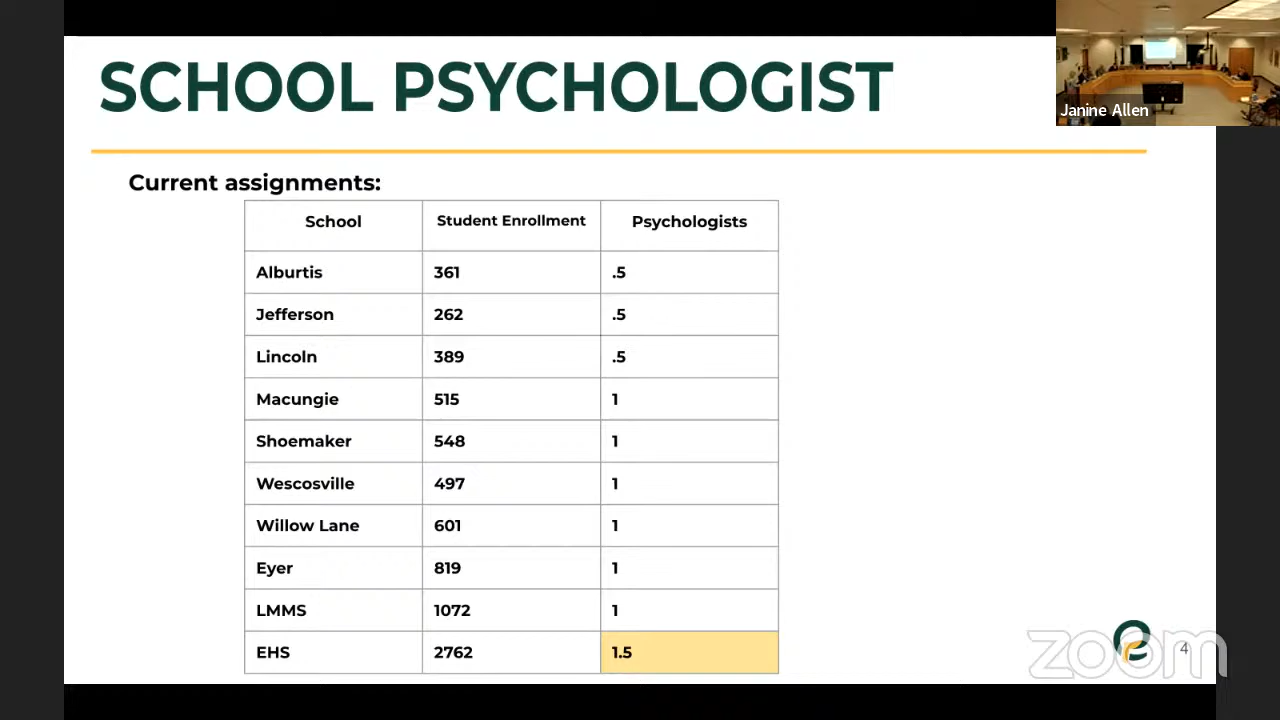 SCHOOL PSYCHOLOGIST
Janine Allen
Current assignments:
School Student Enrollment Psychologists
Alburtis 361 .5
Jefferson 262 .5
Lincoln 389 .5
Macungie 515 1
Shoemaker 548 1
Wescosville 497 1
Willow Lane 601 1
Eyer 819 1
LMMS 1072 1
EHS 2762 1.5
zoom
4